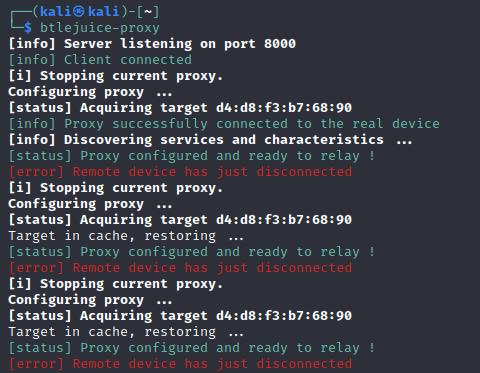 ┌──(kali㉿kali)-[~]
└─$ btlejuice-proxy
[info] Server listening on port 8000
[info] Client connected
[i] Stopping current proxy.
Configuring proxy ...
[status] Acquiring target d4:d8:f3:b7:68:90
[info] Proxy successfully connected to the real device
[info] Discovering services and characteristics ...
[status] Proxy configured and ready to relay !
[error] Remote device has just disconnected
[i] Stopping current proxy.
Configuring proxy ...
[status] Acquiring target d4:d8:f3:b7:68:90
Target in cache, restoring ...
[status] Proxy configured and ready to relay !
[error] Remote device has just disconnected
[i] Stopping current proxy.
Configuring proxy ...
[status] Acquiring target d4:d8:f3:b7:68:90
Target in cache, restoring ...
[status] Proxy configured and ready to relay !
[error] Remote device has just disconnected